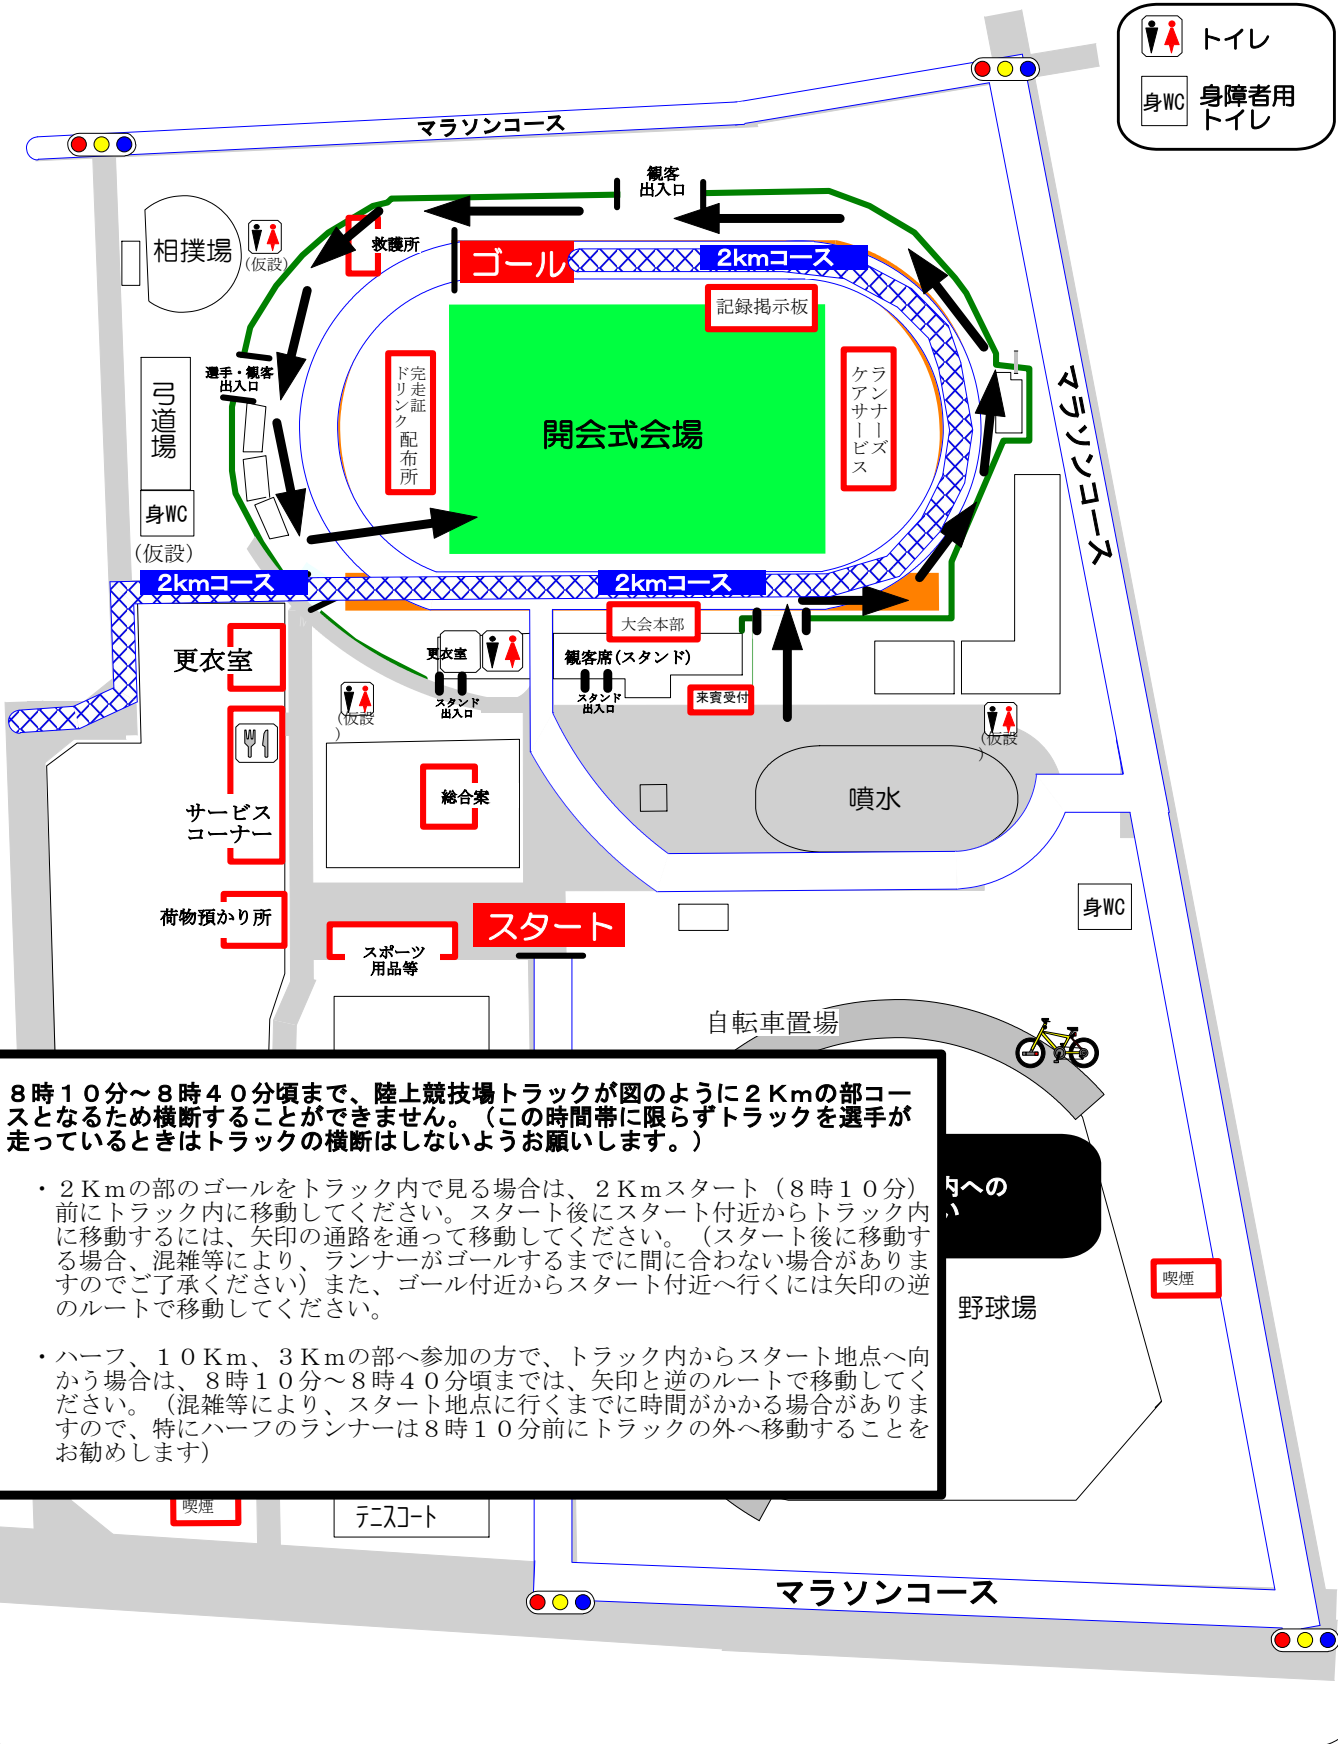 トイレ
身WC
身障者用
トイレ
マラソンコース
観客
出入口
相撲場
(仮設)
救護所
ゴール
2kmコース
記録掲示板
選手・観客
出入口
弓道場
完走証
ドリンク
配布所
開会式会場
ランナーズ
ケアサービス
マラソンコース
身WC
(仮設)
2kmコース
2kmコース
大会本部
更衣室
更衣室
観客席(スタンド)
スタンド
出入口
スタンド
出入口
来賓受付
(仮設
)
(仮設
)
サービス
コーナー
総合案
噴水
荷物預かり所
スタート
身WC
スポーツ
用品等
自転車置場
8時10分～8時40分頃まで、陸上競技場トラックが図のように2Kmの部コー
スとなるため横断することができません。（この時間帯に限らずトラックを選手が
走っているときはトラックの横断はしないようお願いします。）
・2Kmの部のゴールをトラック内で見る場合は、2Kmスタート（8時10分）
前にトラック内に移動してください。スタート後にスタート付近からトラック内
に移動するには、矢印の通路を通って移動してください。（スタート後に移動す
る場合、混雑等により、ランナーがゴールするまでに間に合わない場合がありま
すのでご了承ください）また、ゴール付近からスタート付近へ行くには矢印の逆
のルートで移動してください。
・ハーフ、10Km、3Kmの部へ参加の方で、トラック内からスタート地点へ向
かう場合は、8時10分～8時40分頃までは、矢印と逆のルートで移動してく
ださい。（混雑等により、スタート地点に行くまでに時間がかかる場合がありま
すので、特にハーフのランナーは8時10分前にトラックの外へ移動することを
お勧めします）
内への
い
喫煙
野球場
喫煙
テニスコート
マラソンコース